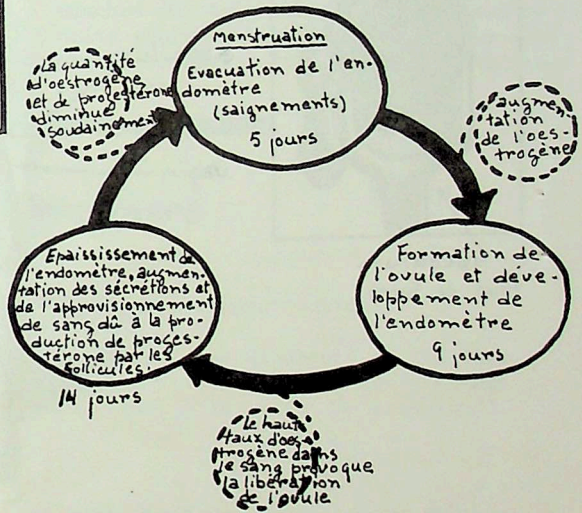 Menstruation
Evacuation de l'en-
domètre
(saignements)
5 jours
augmen-
tation
de l'oes-
trogène
Formation de
l'ovule et déve-
loppement de
l'endomètre
9 jours
le haut
taux d'oes-
trogène dans
le sang provoque
la libération
de l'ovule
Epaississement de
l'endomètre, augmen-
tation des sécrétions et
de l'approvisionnement
de sang dû à la pro-
duction de proges-
térone par les
follicules.
14 jours
La quantité
d'oestrogène
et de progestérone
diminue
soudainement